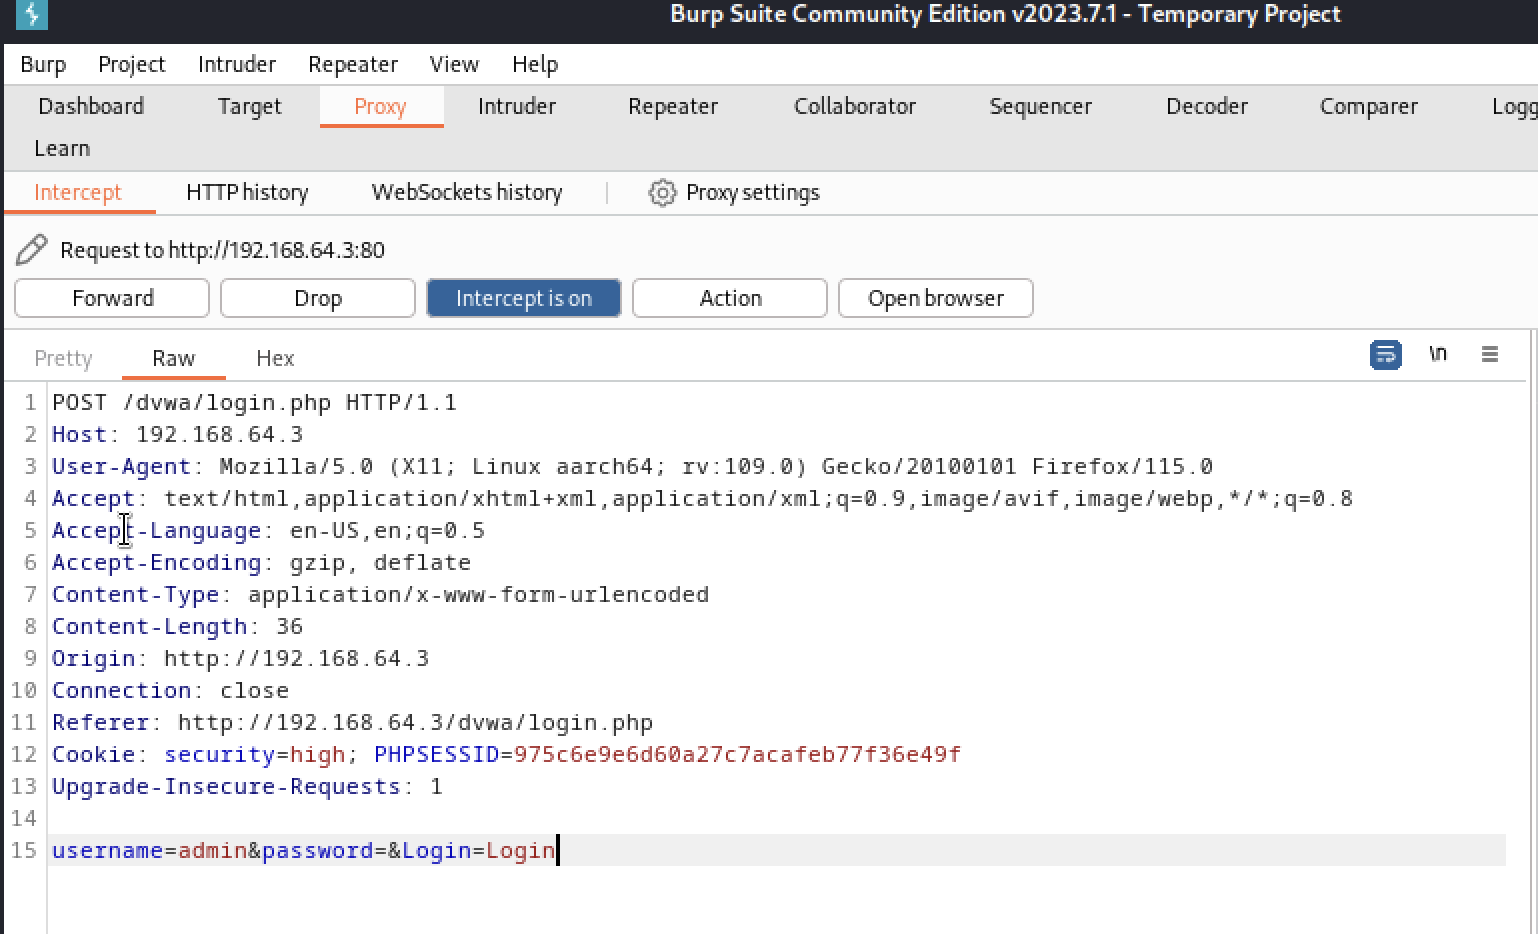 Burp Suite Community Edition v2023.7.1 - Temporary Project
Burp Project Intruder Repeater View Help
Dashboard Target Proxy Intruder Repeater Collaborator Sequencer Decoder Comparer Logg
Learn
Intercept HTTP history WebSockets history Proxy settings
Request to http://192.168.64.3:80
Forward Drop Intercept is on Action Open browser
Pretty Raw Hex \n
1 POST /dvwa/login.php HTTP/1.1
2 Host: 192.168.64.3
3 User-Agent: Mozilla/5.0 (X11; Linux aarch64; rv:109.0) Gecko/20100101 Firefox/115.0
4 Accept: text/html,application/xhtml+xml,application/xml;q=0.9,image/avif,image/webp,*/*;q=0.8
5 Accept-Language: en-US,en;q=0.5
6 Accept-Encoding: gzip, deflate
7 Content-Type: application/x-www-form-urlencoded
8 Content-Length: 36
9 Origin: http://192.168.64.3
10 Connection: close
11 Referer: http://192.168.64.3/dvwa/login.php
12 Cookie: security=high; PHPSESSID=975c6e9e6d60a27c7acafeb77f36e49f
13 Upgrade-Insecure-Requests: 1
14
15 username=admin&password=&Login=Login